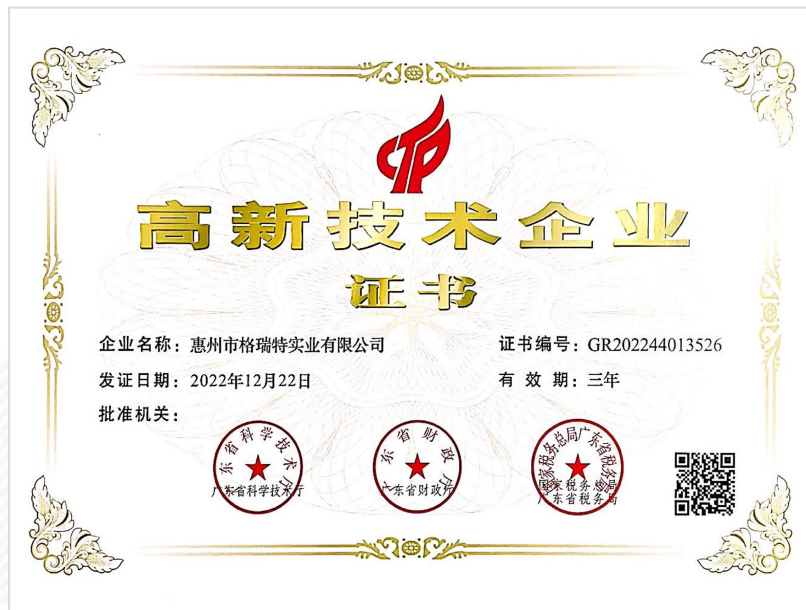 高新技术企业
证书
企业名称：惠州市格瑞特实业有限公司
证书编号：GR202244013526
发证日期：2022年12月22日
有效期：三年
批准机关：
广东省科学技术厅
广东省科学技术厅
广东省财政厅
广东省财政厅
国家税务总局广东省税务局
国家税务总局
广东省税务局